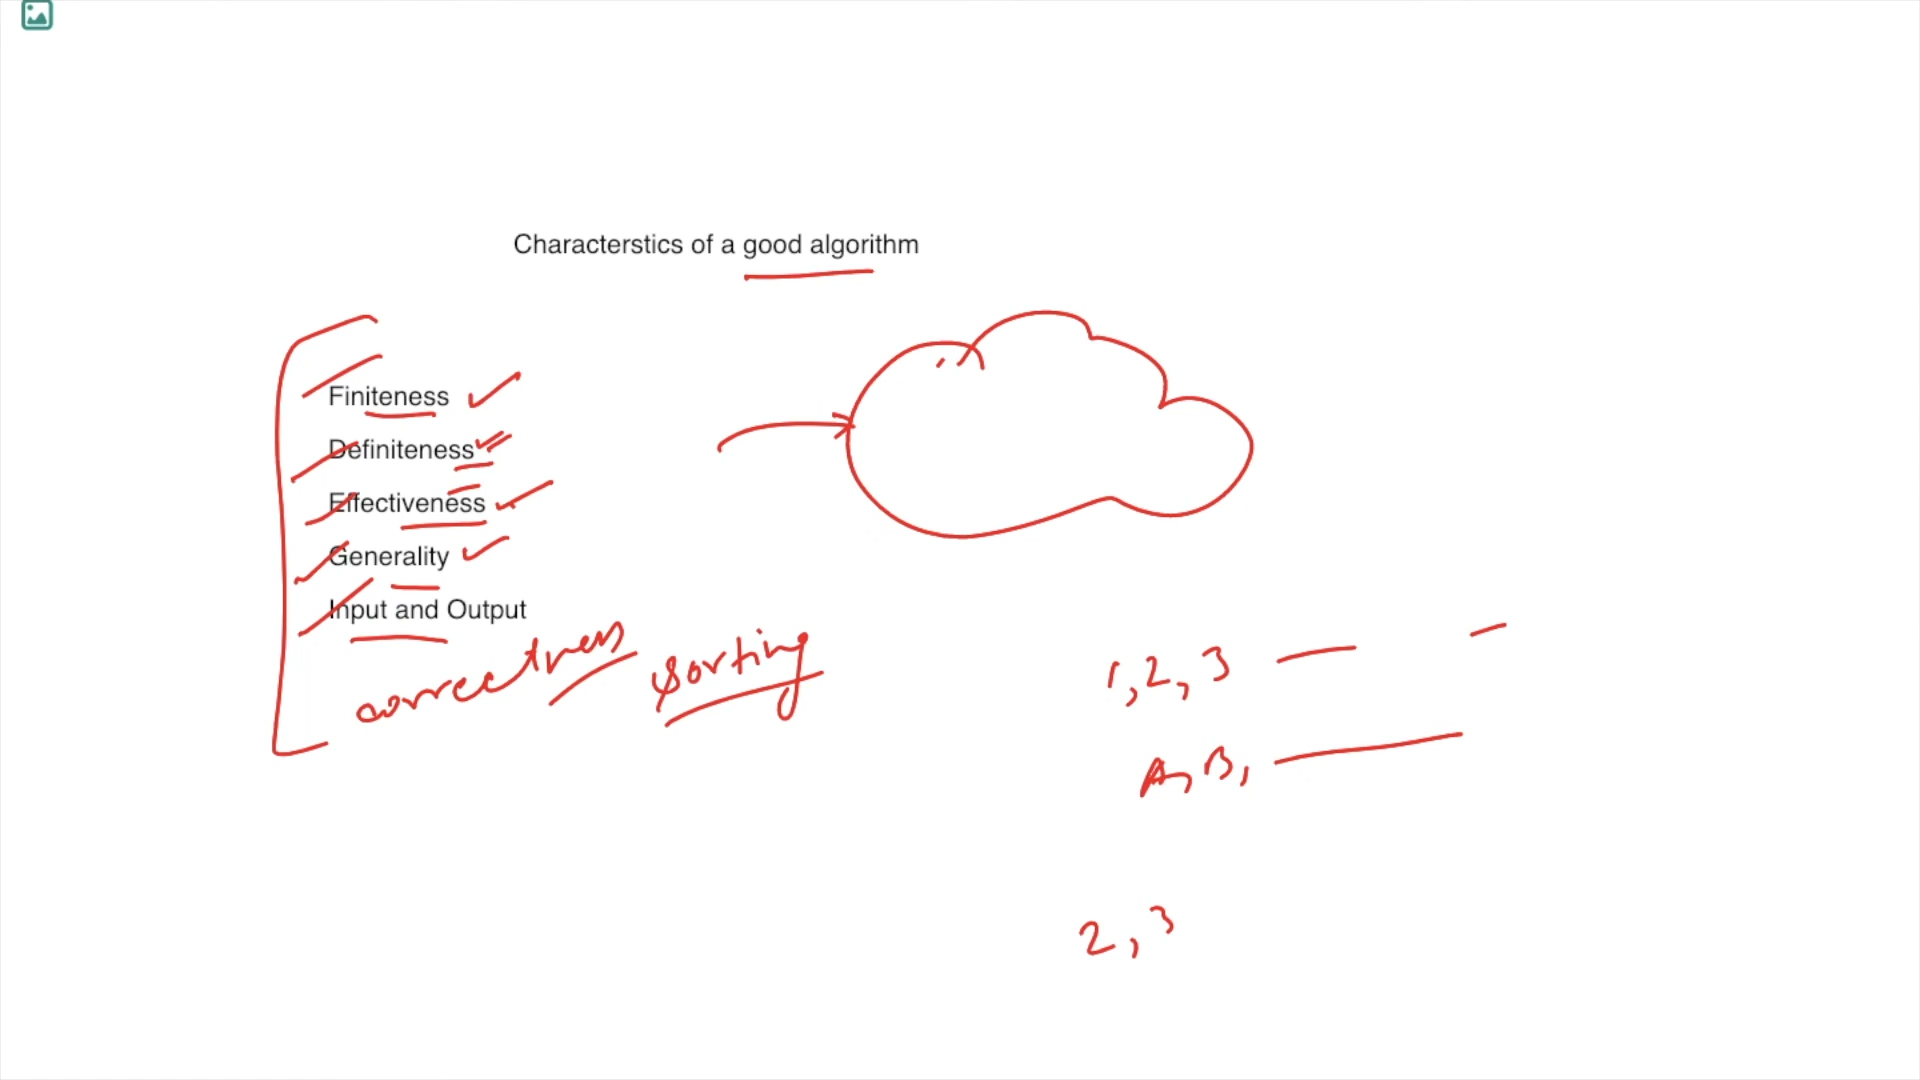 Characterstics of a good algorithm
Finiteness
Definiteness
Effectiveness
Generality
Input and Output
correctness sorting
1, 2, 3
A, B,
2, 3